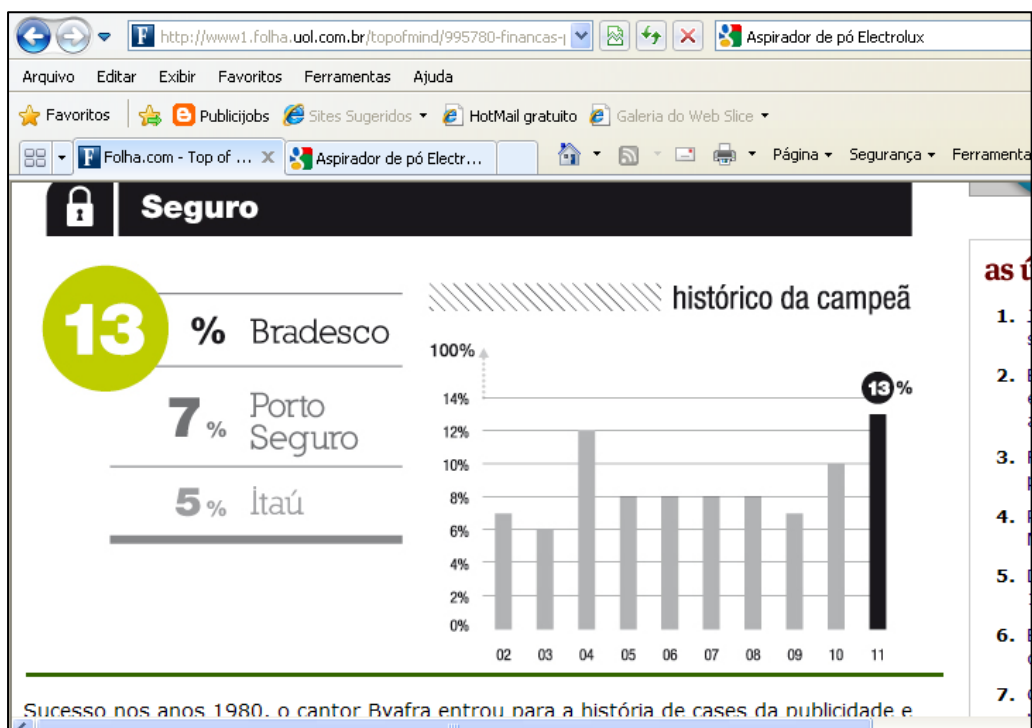 http://www1.folha.uol.com.br/topofmind/995780-financas-
Aspirador de pó Electrolux
Arquivo Editar Exibir Favoritos Ferramentas Ajuda
Favoritos Publicijobs Sites Sugeridos HotMail gratuito Galeria do Web Slice
Folha.com - Top of ... Aspirador de pó Electr... Página Segurança Ferramenta
Seguro
13 % Bradesco
7 % Porto
Seguro
5 % Itaú
histórico da campeã
100%
13 %
14%
12%
10%
8%
6%
4%
2%
0%
02 03 04 05 06 07 08 09 10 11
as ú
1.
2.
3.
4.
5.
6.
7.
Sucesso nos anos 1980, o cantor Byafra entrou para a história de cases da publicidade e